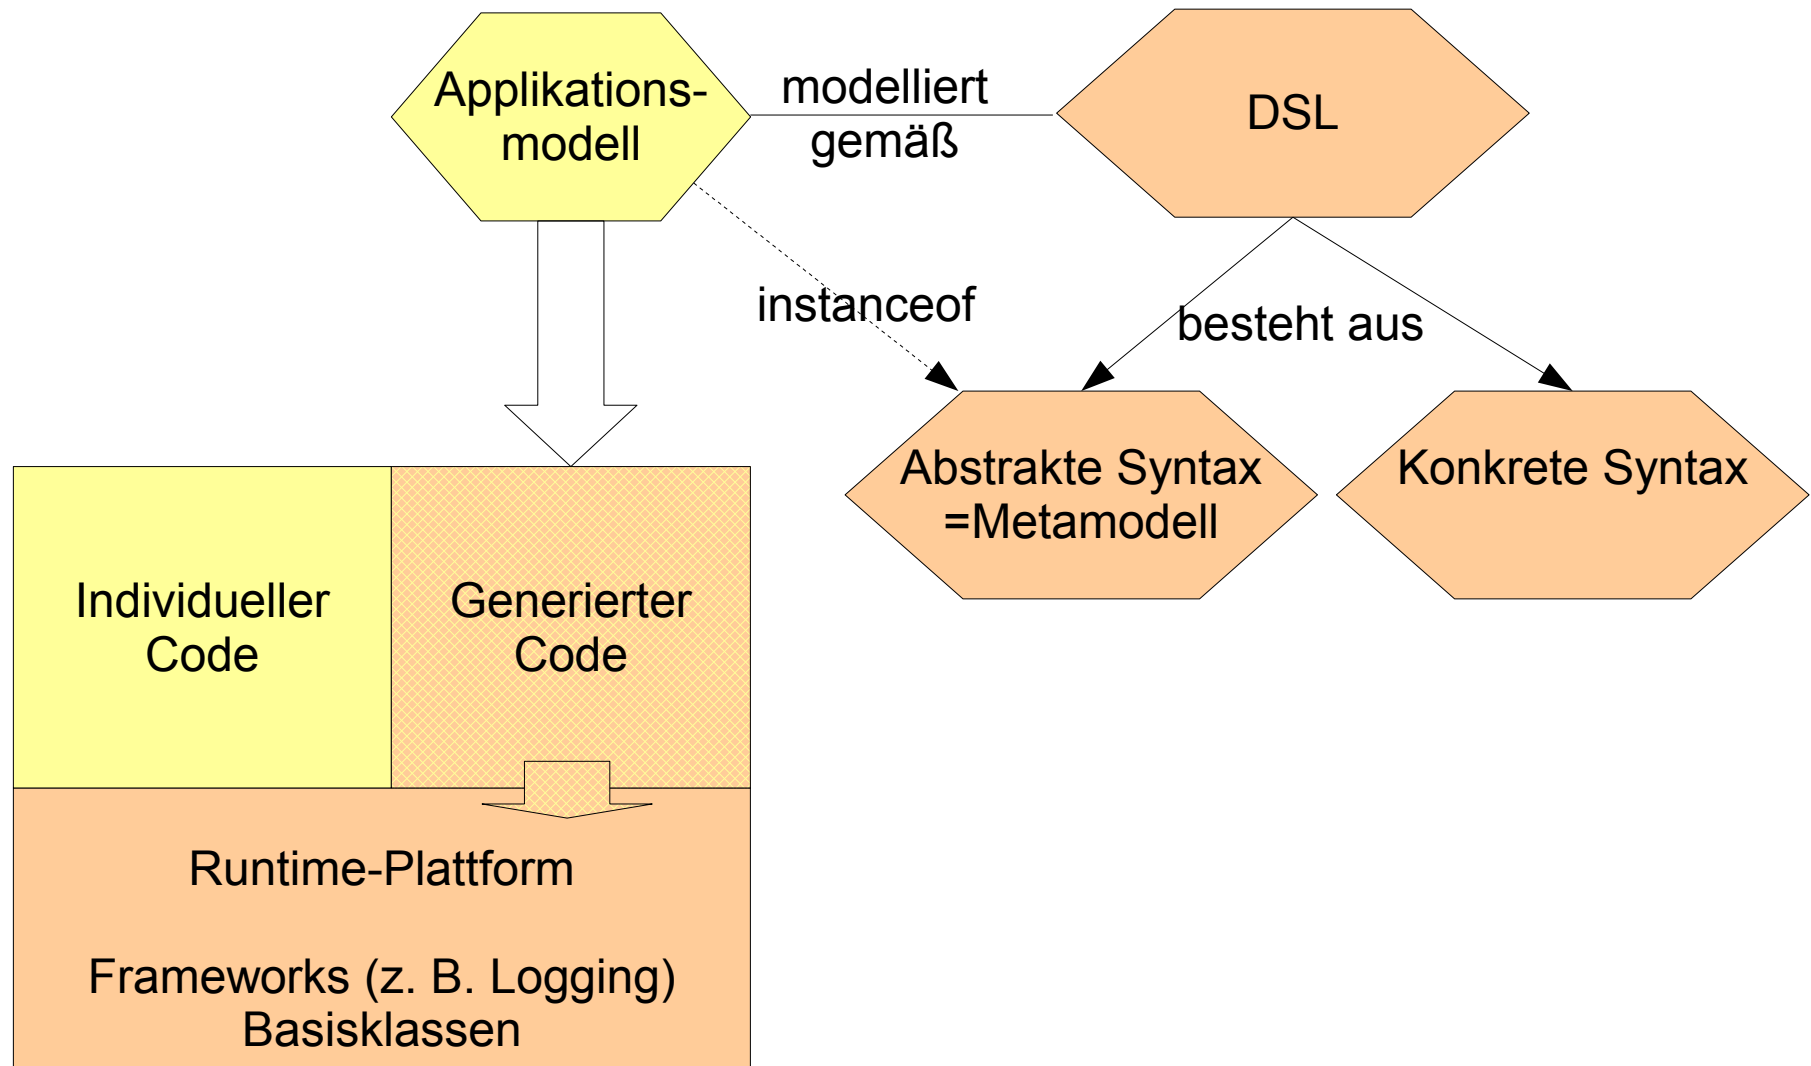 Applikations-
modell
modelliert
gemäß
DSL
instanceof
besteht aus
Abstrakte Syntax
=Metamodell
Konkrete Syntax
Individueller
Code
Generierter
Code
Runtime-Plattform
Frameworks (z. B. Logging)
Basisklassen